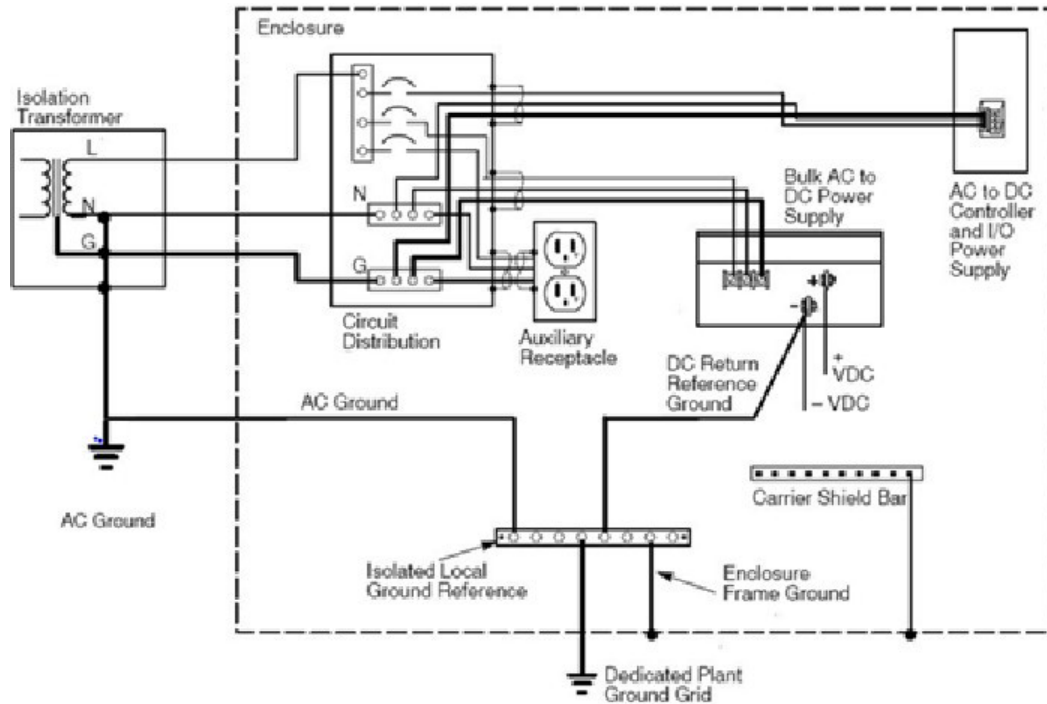 Enclosure
Isolation
Transformer
L
N
G
N
G
Circuit
Distribution
Auxiliary
Receptacle
Bulk AC to
DC Power
Supply
+
-
AC to DC
Controller
and I/O
Power
Supply
DC Return
Reference
Ground
+
VDC
- VDC
AC Ground
AC Ground
Carrier Shield Bar
Isolated Local
Ground Reference
Enclosure
Frame Ground
Dedicated Plant
Ground Grid